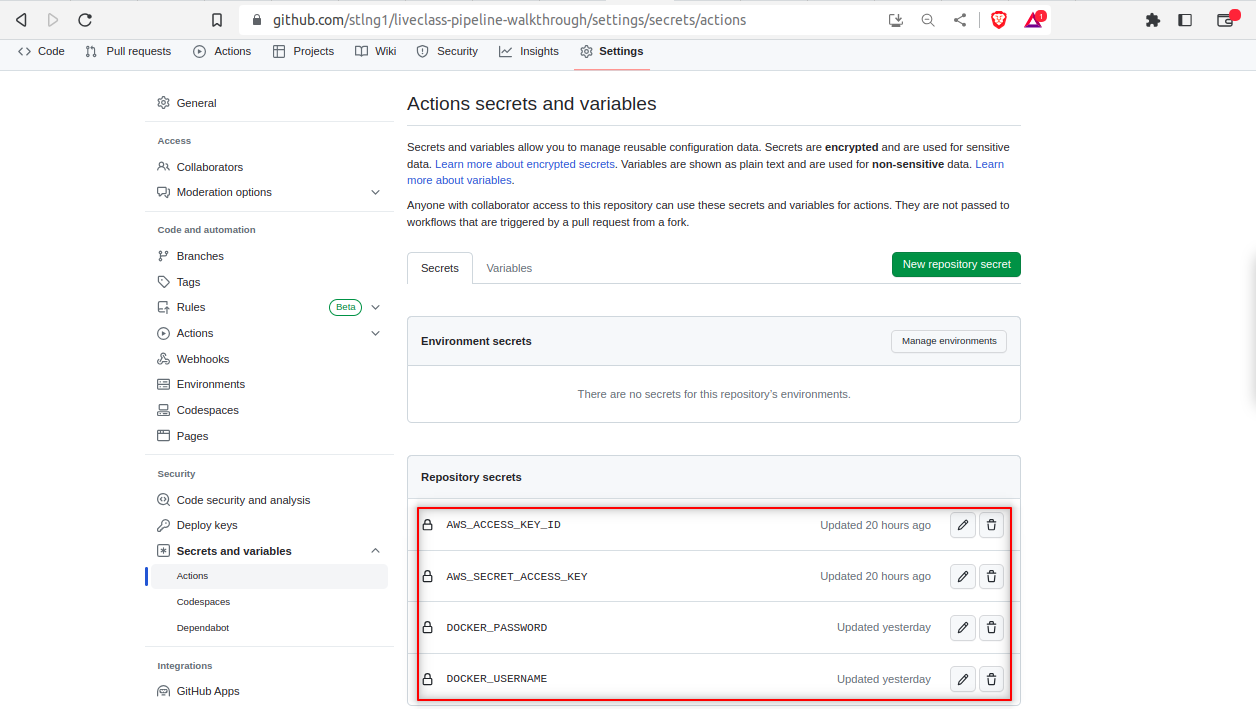 github.com/stlng1/liveclass-pipeline-walkthrough/settings/secrets/actions
1
Code Pull requests Actions Projects Wiki Security Insights Settings
General
Access
Collaborators
Moderation options
Code and automation
Branches
Tags
Rules Beta
Actions
Webhooks
Environments
Codespaces
Pages
Security
Code security and analysis
Deploy keys
Secrets and variables
Actions
Codespaces
Dependabot
Integrations
GitHub Apps
Actions secrets and variables
Secrets and variables allow you to manage reusable configuration data. Secrets are encrypted and are used for sensitive
data. Learn more about encrypted secrets. Variables are shown as plain text and are used for non-sensitive data. Learn
more about variables.
Anyone with collaborator access to this repository can use these secrets and variables for actions. They are not passed to
workflows that are triggered by a pull request from a fork.
Secrets Variables New repository secret
Environment secrets Manage environments
There are no secrets for this repository's environments.
Repository secrets
AWS_ACCESS_KEY_ID Updated 20 hours ago
AWS_SECRET_ACCESS_KEY Updated 20 hours ago
DOCKER_PASSWORD Updated yesterday
DOCKER_USERNAME Updated yesterday